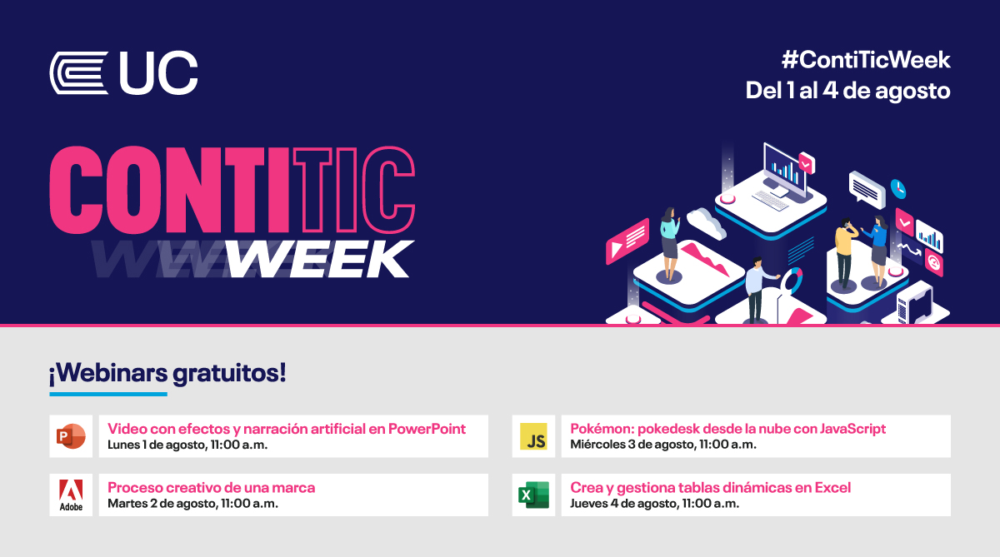 UC
#ContiTicWeek
Del 1 al 4 de agosto
CONTITIC
WEEK
¡Webinars gratuitos!
P
Video con efectos y narración artificial en PowerPoint
Lunes 1 de agosto, 11:00 a.m.
Adobe
Proceso creativo de una marca
Martes 2 de agosto, 11:00 a.m.
JS
Pokémon: pokedesk desde la nube con JavaScript
Miércoles 3 de agosto, 11:00 a.m.
X
Crea y gestiona tablas dinámicas en Excel
Jueves 4 de agosto, 11:00 a.m.